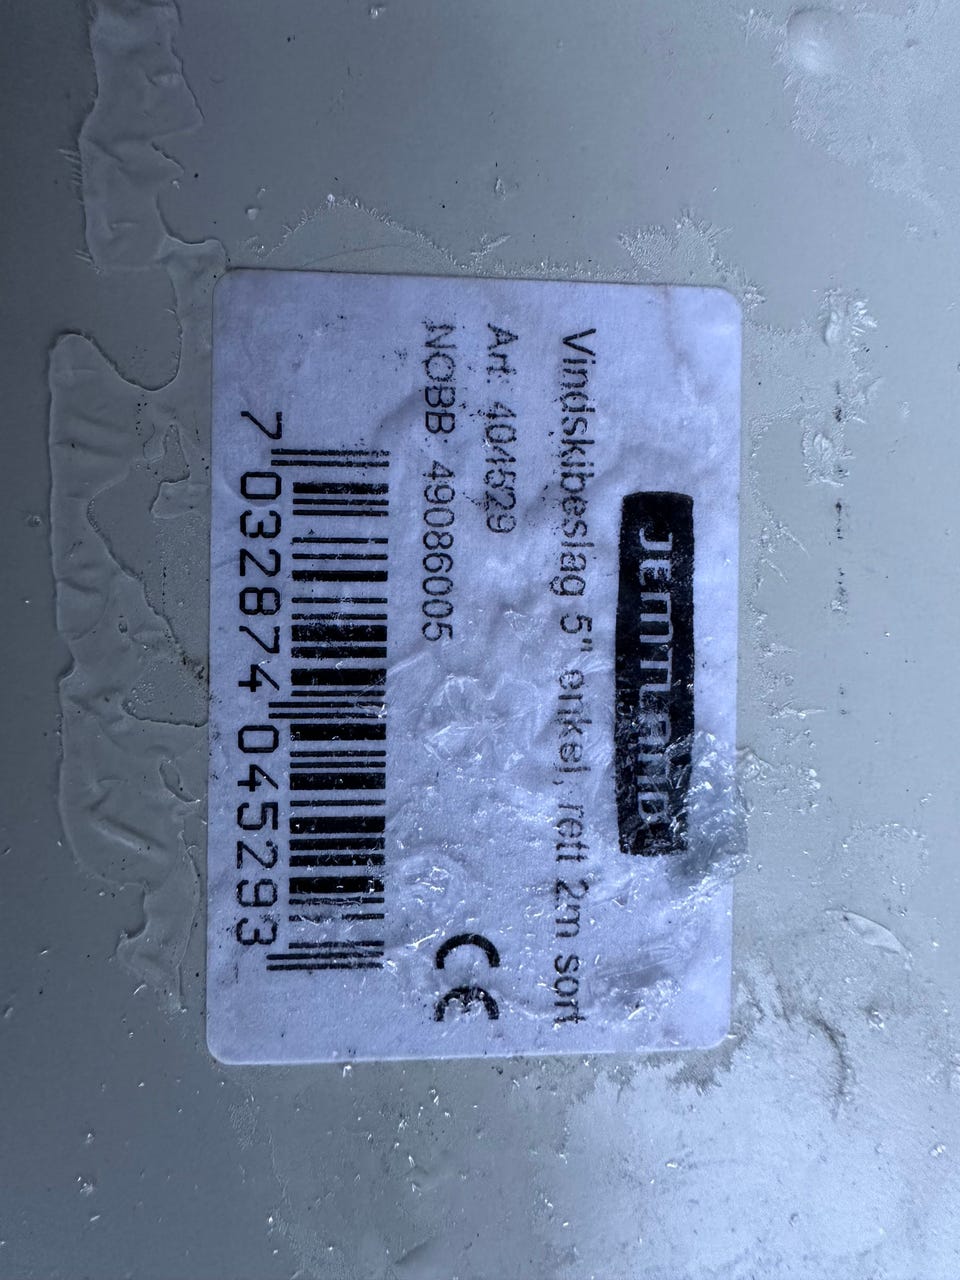 JEMTLAND
Vindskibeslag 5" enkel, rett 2m sort
Art: 404529
NOBB: 49086005
CE
7 032874 045293